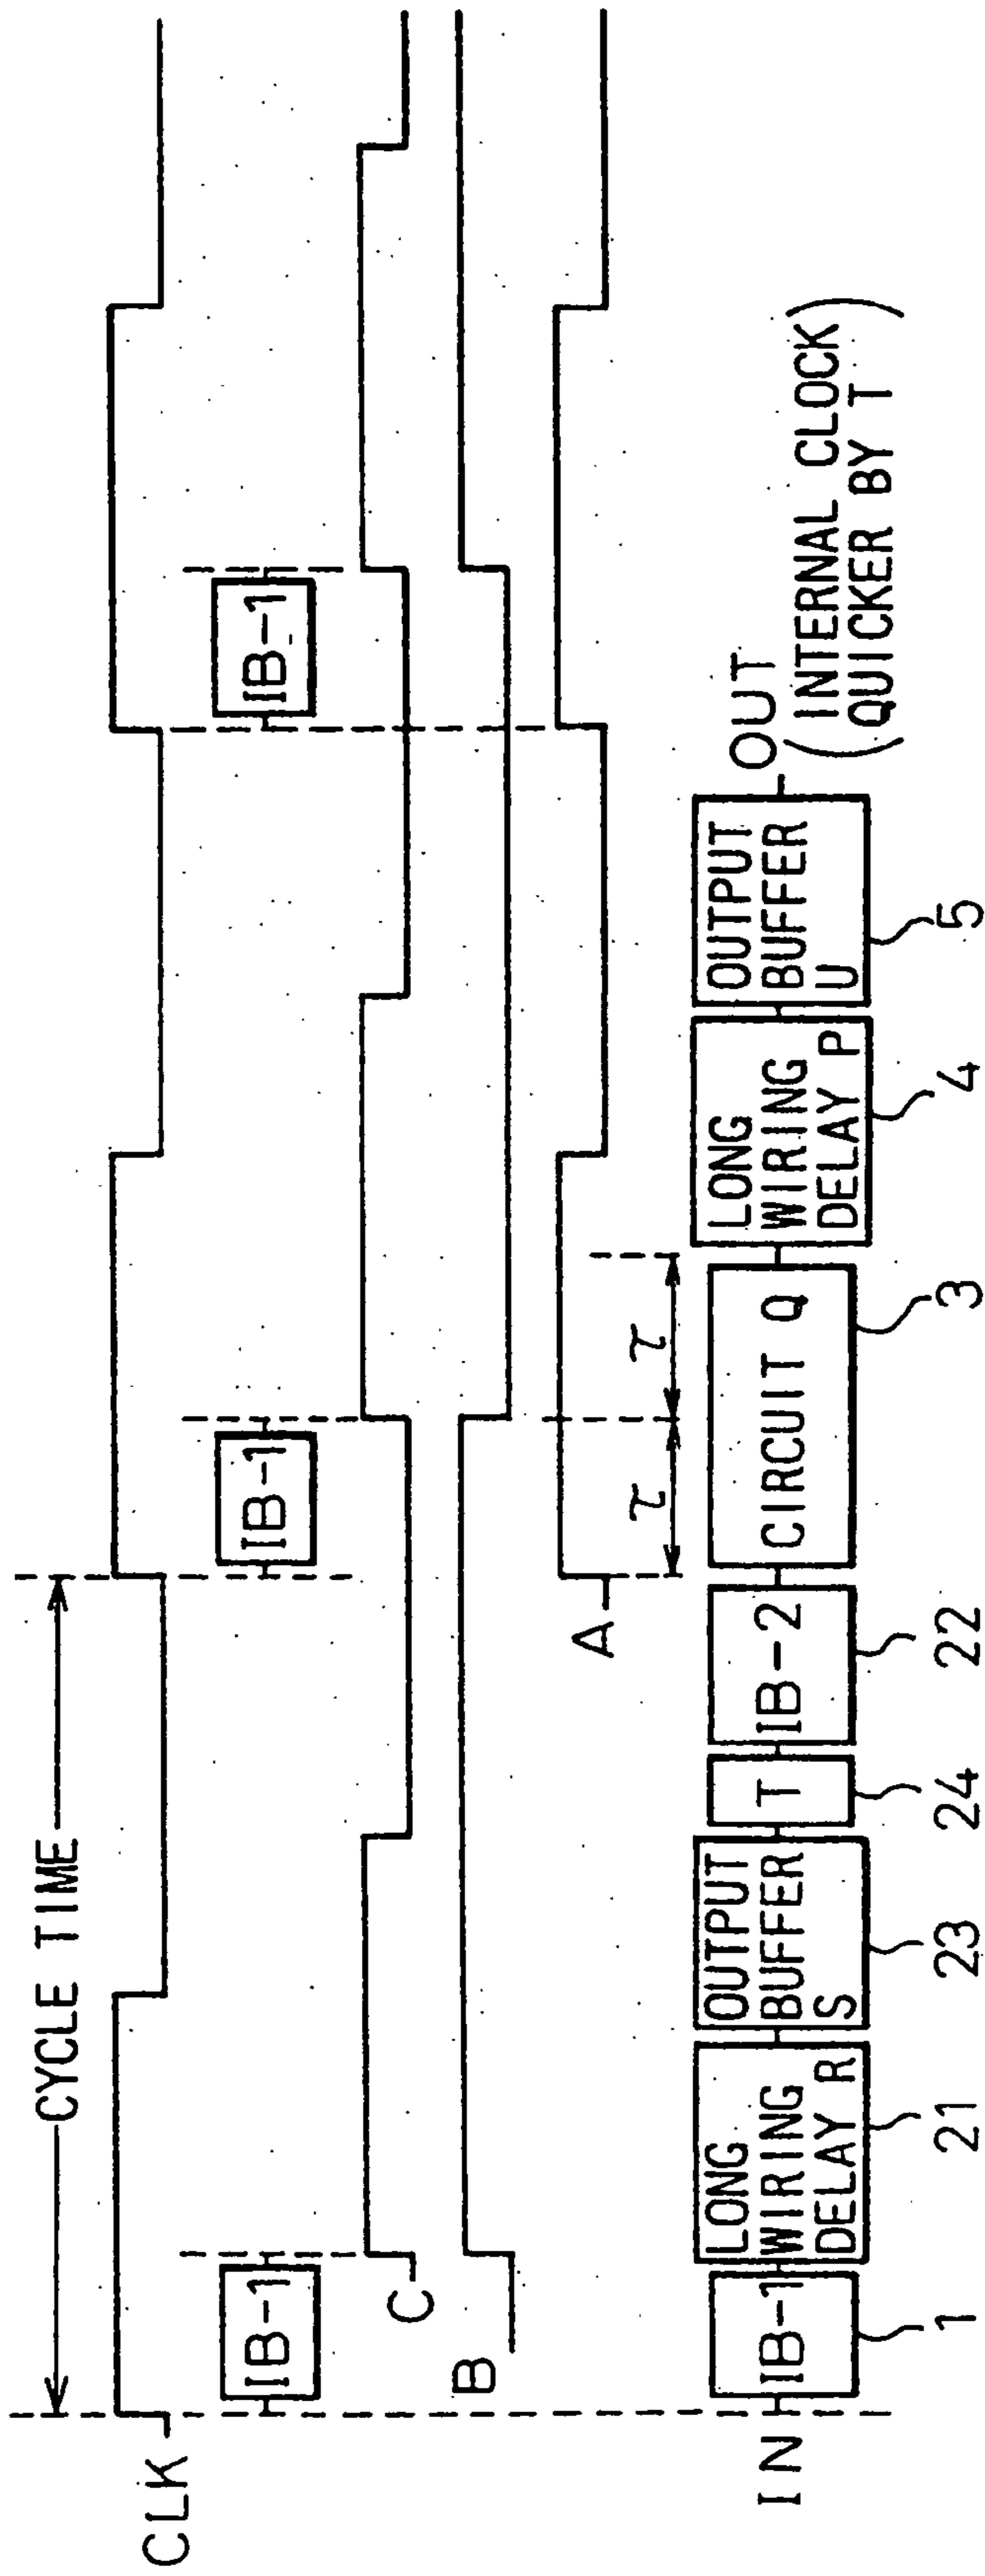 CYCLE TIME
CLK
IB-1
IB-1
IB-1
C
B
A
τ
τ
IN
IB-1
LONG
WIRING
DELAY R
OUTPUT
BUFFER
S
T
IB-2
CIRCUIT Q
LONG
WIRING
DELAY P
OUTPUT
BUFFER
U
OUT
(INTERNAL CLOCK
QUICKER BY T)
1
21
23
24
22
3
4
5